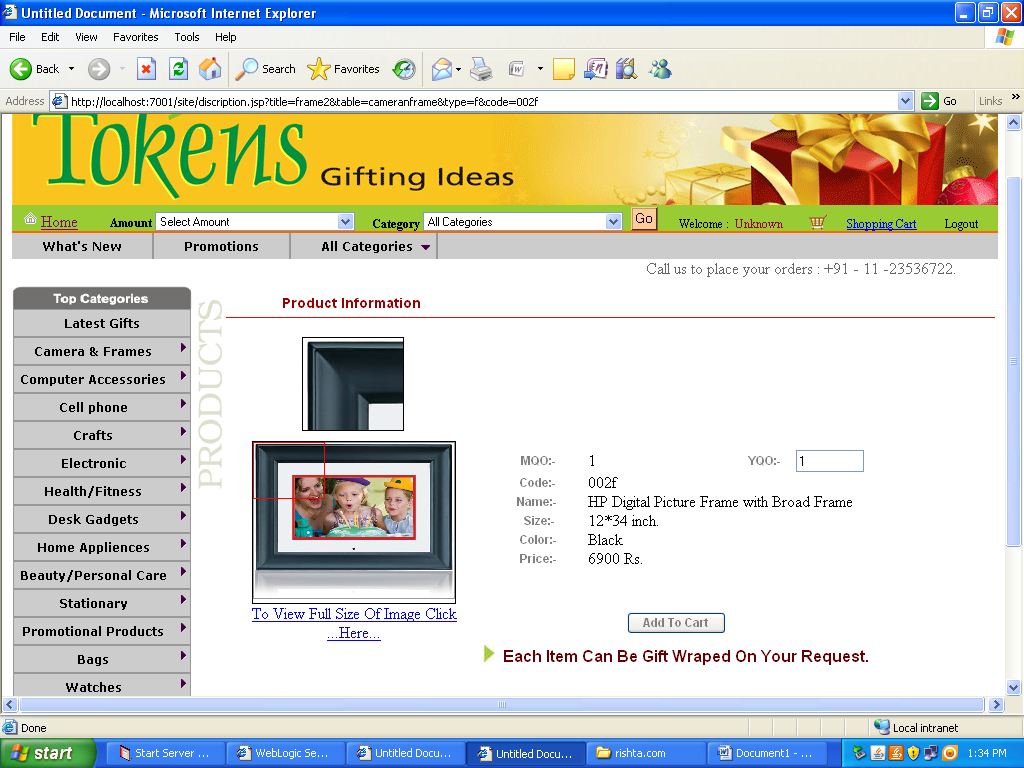 Untitled Document - Microsoft Internet Explorer
File Edit View Favorites Tools Help
Back Search Favorites
Address http://localhost:7001/site/discription.jsp?title=frame2&table=cameranframe&type=f&code=002f Go Links »
Tokens Gifting Ideas
Home Amount Select Amount Category All Categories Go Welcome : Unknown Shopping Cart Logout
What's New Promotions All Categories
Call us to place your orders : +91 - 11 -23536722.
Top Categories
Latest Gifts
Camera & Frames
Computer Accessories
Cell phone
Crafts
Electronic
Health/Fitness
Desk Gadgets
Home Appliances
Beauty/Personal Care
Stationary
Promotional Products
Bags
Watches
PRODUCTS
Product Information
To View Full Size Of Image Click
...Here...
MQO:- 1 YQO:- 1
Code:- 002f
Name:- HP Digital Picture Frame with Broad Frame
Size:- 12*34 inch.
Color:- Black
Price:- 6900 Rs.
Add To Cart
Each Item Can Be Gift Wraped On Your Request.
Done Local intranet
start Start Server ... WebLogic Se... Untitled Docu... Untitled Docu... rishta.com Document1 - ... 1:34 PM